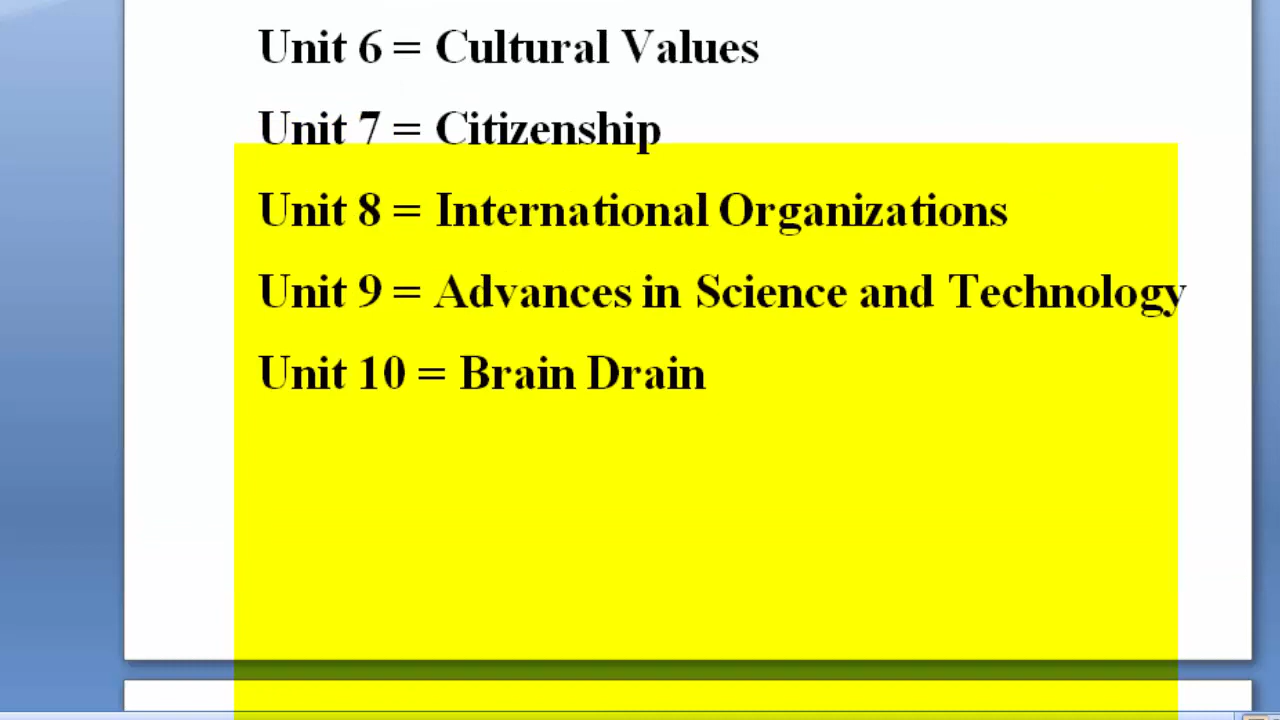 Unit 6 = Cultural Values
Unit 7 = Citizenship
Unit 8 = International Organizations
Unit 9 = Advances in Science and Technology
Unit 10 = Brain Drain